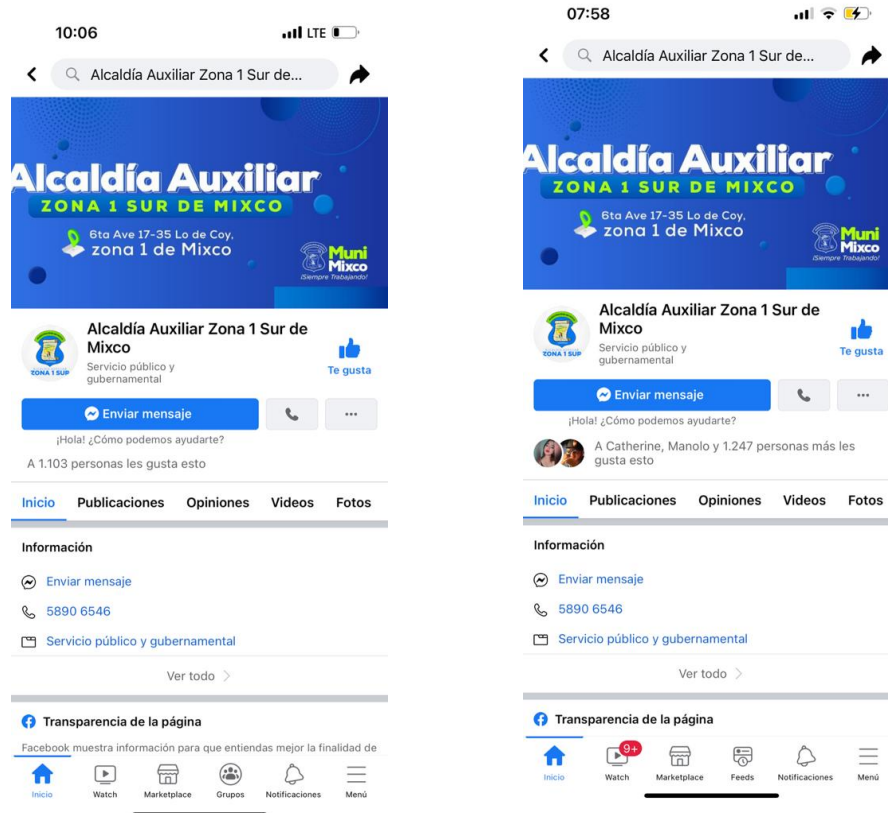 10:06
LTE
Alcaldía Auxiliar Zona 1 Sur de...
Alcaldía Auxiliar
ZONA 1 SUR DE MIXCO
6ta Ave 17-35 Lo de Coy,
zona 1 de Mixco
Muni
Mixco
¡Siempre Trabajando!
ZONA 1 SUR
Alcaldía Auxiliar Zona 1 Sur de
Mixco
Servicio público y
gubernamental
Te gusta
Enviar mensaje
¡Hola! ¿Cómo podemos ayudarte?
A 1.103 personas les gusta esto
Inicio Publicaciones Opiniones Videos Fotos
Información
Enviar mensaje
5890 6546
Servicio público y gubernamental
Ver todo
Transparencia de la página
Facebook muestra información para que entiendas mejor la finalidad de
Inicio Watch Marketplace Grupos Notificaciones Menú
07:58
Alcaldía Auxiliar Zona 1 Sur de...
Alcaldía Auxiliar
ZONA 1 SUR DE MIXCO
6ta Ave 17-35 Lo de Coy,
zona 1 de Mixco
Muni
Mixco
¡Siempre Trabajando!
ZONA 1 SUR
Alcaldía Auxiliar Zona 1 Sur de
Mixco
Servicio público y
gubernamental
Te gusta
Enviar mensaje
¡Hola! ¿Cómo podemos ayudarte?
A Catherine, Manolo y 1.247 personas más les
gusta esto
Inicio Publicaciones Opiniones Videos Fotos
Información
Enviar mensaje
5890 6546
Servicio público y gubernamental
Ver todo
Transparencia de la página
9+
Inicio Watch Marketplace Feeds Notificaciones Menú